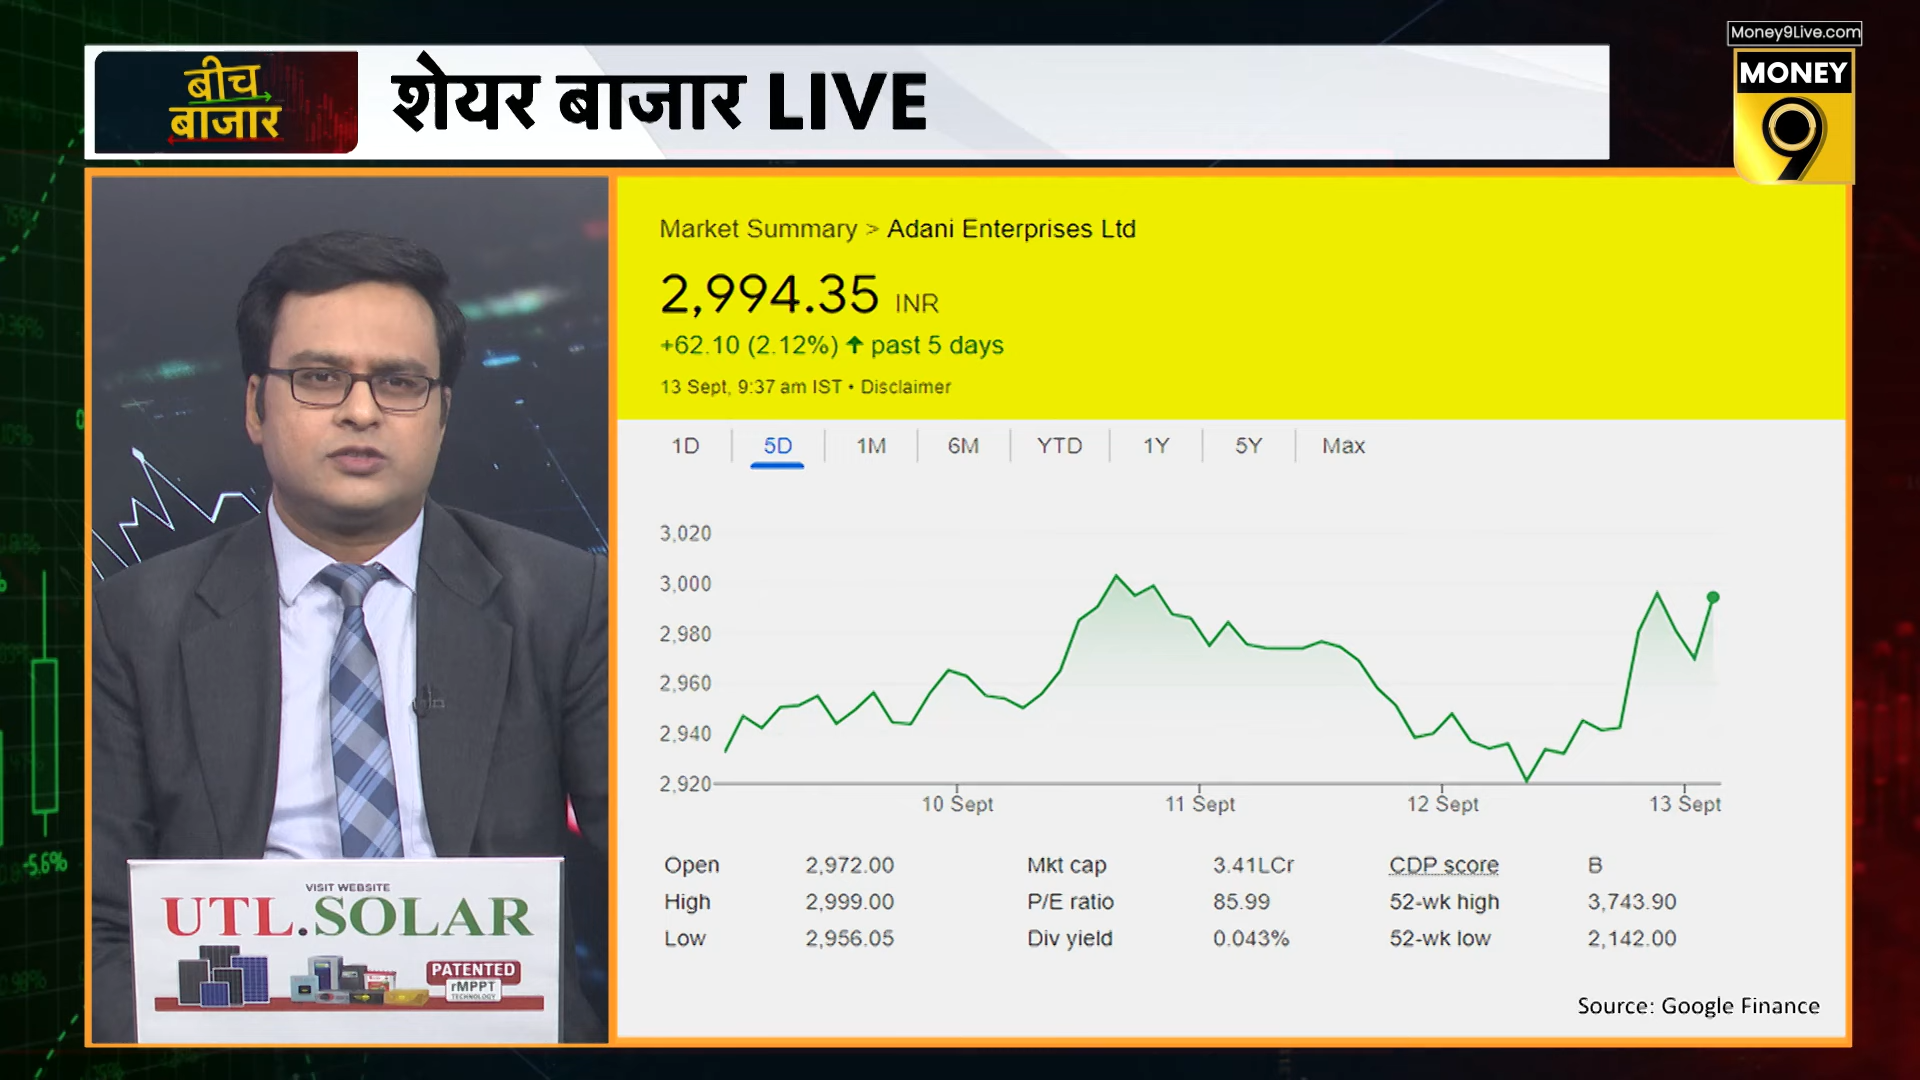 Money9Live.com
MONEY
9
बीच
बाजार
शेयर बाजार LIVE
Market Summary > Adani Enterprises Ltd
2,994.35 INR
+62.10 (2.12%) ↑ past 5 days
13 Sept, 9:37 am IST • Disclaimer
1D 5D 1M 6M YTD 1Y 5Y Max
3,020
3,000
2,980
2,960
2,940
2,920
10 Sept 11 Sept 12 Sept 13 Sept
Open 2,972.00 Mkt cap 3.41LCr CDP score B
High 2,999.00 P/E ratio 85.99 52-wk high 3,743.90
Low 2,956.05 Div yield 0.043% 52-wk low 2,142.00
Source: Google Finance
-5.6%
VISIT WEBSITE
UTL.SOLAR
PATENTED
rMPPT
TECHNOLOGY